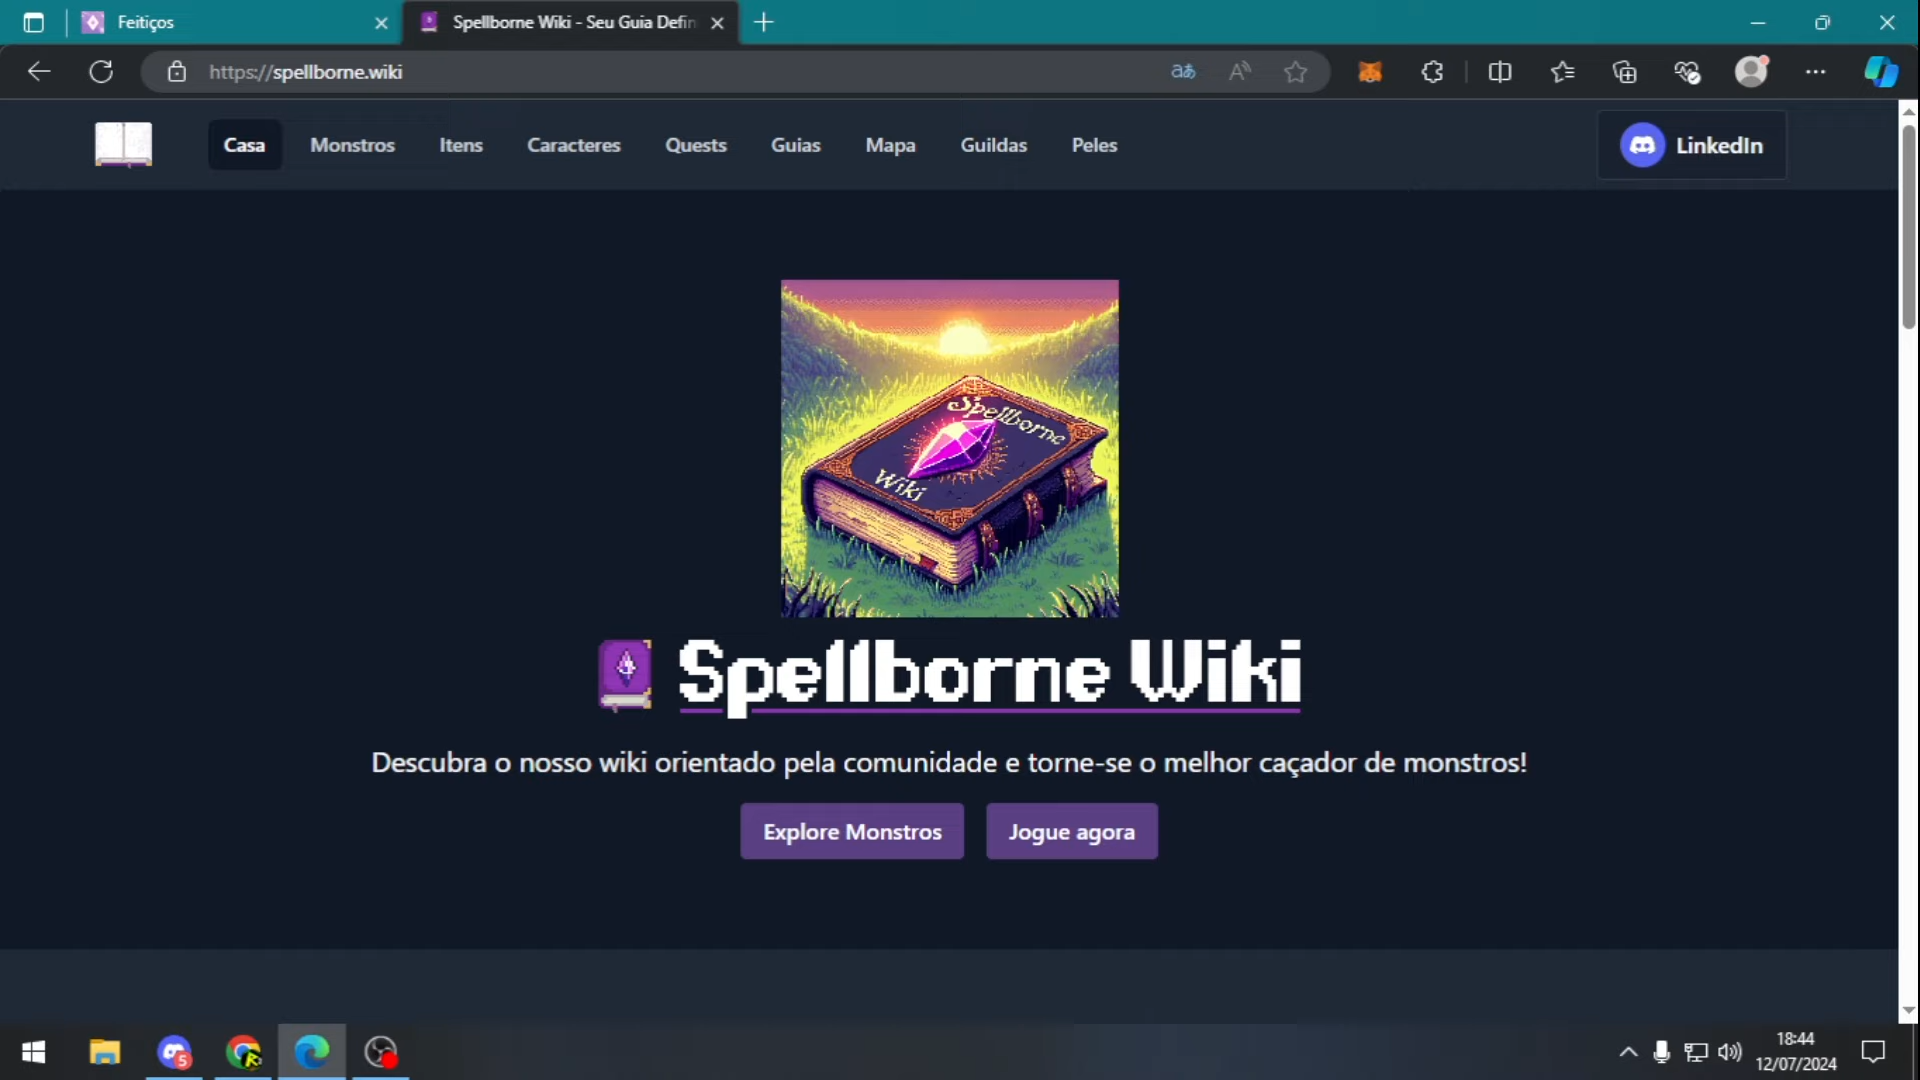 Feitiços
Spellborne Wiki - Seu Guia Defin
https://spellborne.wiki
Casa
Monstros
Itens
Caracteres
Quests
Guias
Mapa
Guildas
Peles
LinkedIn
Spellborne
Wiki
Spellborne Wiki
Descubra o nosso wiki orientado pela comunidade e torne-se o melhor caçador de monstros!
Explore Monstros
Jogue agora
5
18:44
12/07/2024